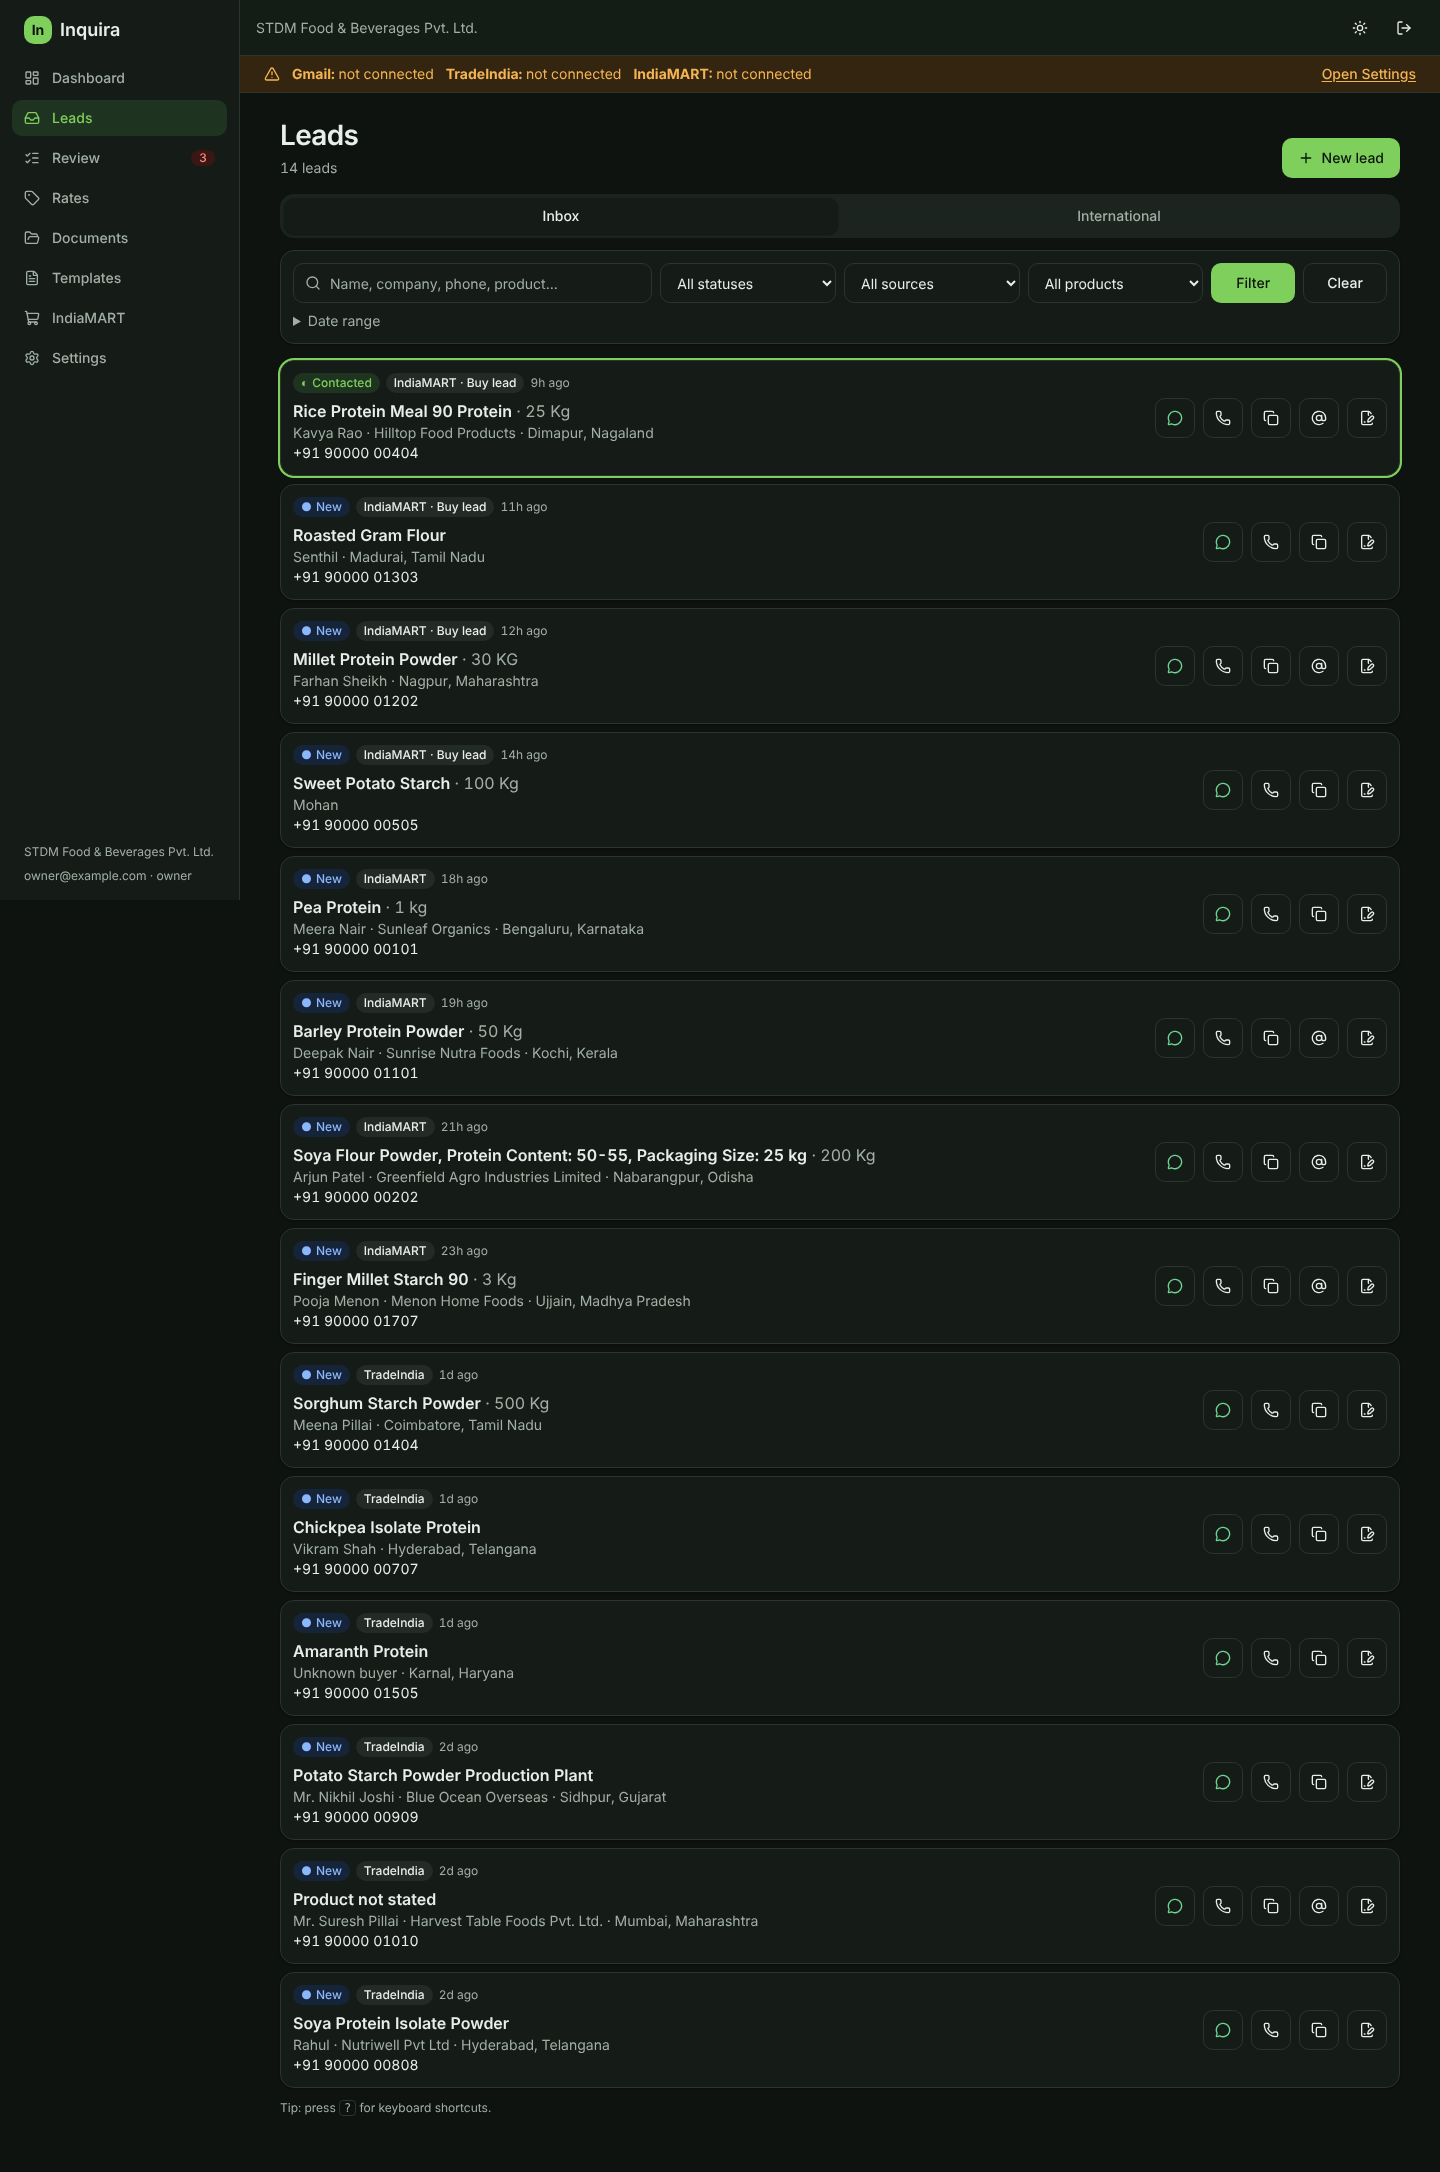 In Inquira
STDM Food & Beverages Pvt. Ltd.
Gmail: not connected TradeIndia: not connected IndiaMART: not connected Open Settings
Dashboard
Leads
Review 3
Rates
Documents
Templates
IndiaMART
Settings
STDM Food & Beverages Pvt. Ltd.
owner@example.com · owner
Leads
14 leads
New lead
Inbox
International
Name, company, phone, product... All statuses All sources All products Filter Clear
Date range
Contacted IndiaMART · Buy lead 9h ago
Rice Protein Meal 90 Protein · 25 Kg
Kavya Rao · Hilltop Food Products · Dimapur, Nagaland
+91 90000 00404
New IndiaMART · Buy lead 11h ago
Roasted Gram Flour
Senthil · Madurai, Tamil Nadu
+91 90000 01303
New IndiaMART · Buy lead 12h ago
Millet Protein Powder · 30 KG
Farhan Sheikh · Nagpur, Maharashtra
+91 90000 01202
New IndiaMART · Buy lead 14h ago
Sweet Potato Starch · 100 Kg
Mohan
+91 90000 00505
New IndiaMART 18h ago
Pea Protein · 1 kg
Meera Nair · Sunleaf Organics · Bengaluru, Karnataka
+91 90000 00101
New IndiaMART 19h ago
Barley Protein Powder · 50 Kg
Deepak Nair · Sunrise Nutra Foods · Kochi, Kerala
+91 90000 01101
New IndiaMART 21h ago
Soya Flour Powder, Protein Content: 50-55, Packaging Size: 25 kg · 200 Kg
Arjun Patel · Greenfield Agro Industries Limited · Nabarangpur, Odisha
+91 90000 00202
New IndiaMART 23h ago
Finger Millet Starch 90 · 3 Kg
Pooja Menon · Menon Home Foods · Ujjain, Madhya Pradesh
+91 90000 01707
New TradeIndia 1d ago
Sorghum Starch Powder · 500 Kg
Meena Pillai · Coimbatore, Tamil Nadu
+91 90000 01404
New TradeIndia 1d ago
Chickpea Isolate Protein
Vikram Shah · Hyderabad, Telangana
+91 90000 00707
New TradeIndia 1d ago
Amaranth Protein
Unknown buyer · Karnal, Haryana
+91 90000 01505
New TradeIndia 2d ago
Potato Starch Powder Production Plant
Mr. Nikhil Joshi · Blue Ocean Overseas · Sidhpur, Gujarat
+91 90000 00909
New TradeIndia 2d ago
Product not stated
Mr. Suresh Pillai · Harvest Table Foods Pvt. Ltd. · Mumbai, Maharashtra
+91 90000 01010
New TradeIndia 2d ago
Soya Protein Isolate Powder
Rahul · Nutriwell Pvt Ltd · Hyderabad, Telangana
+91 90000 00808
Tip: press ? for keyboard shortcuts.